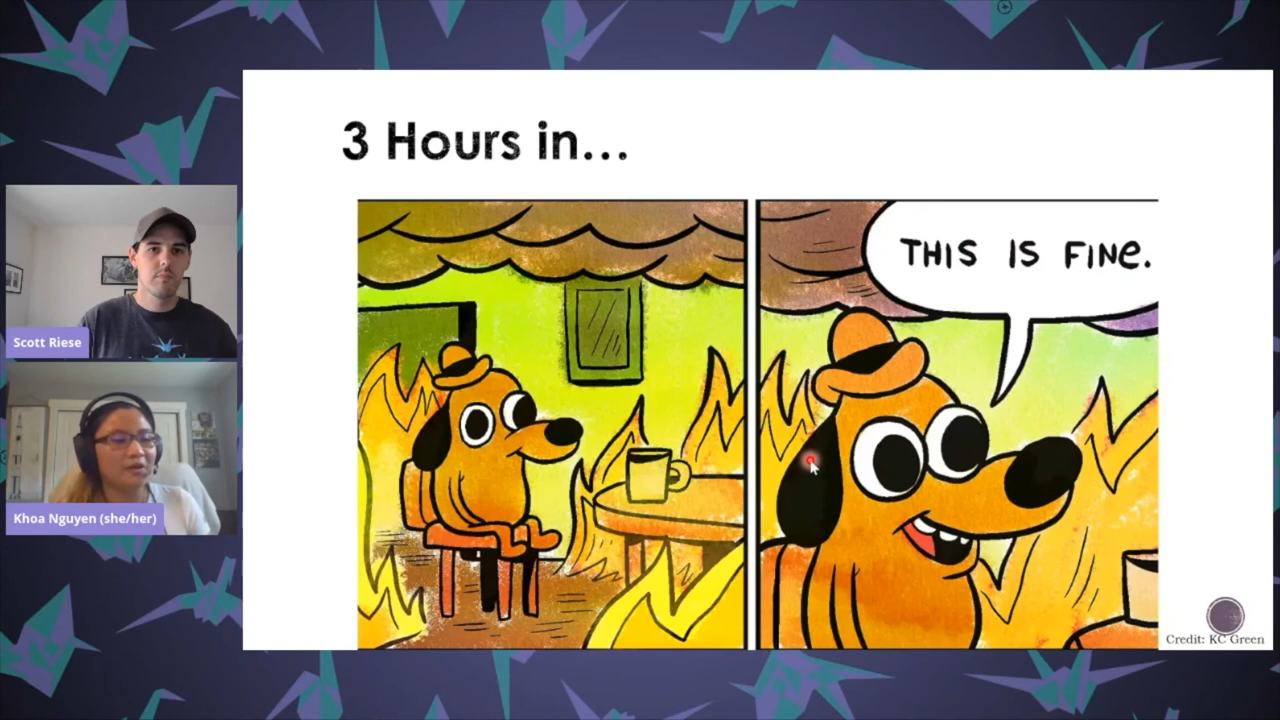 3 Hours in...
THIS IS FINE.
Scott Riese
Khoa Nguyen (she/her)
Credit: KC Green